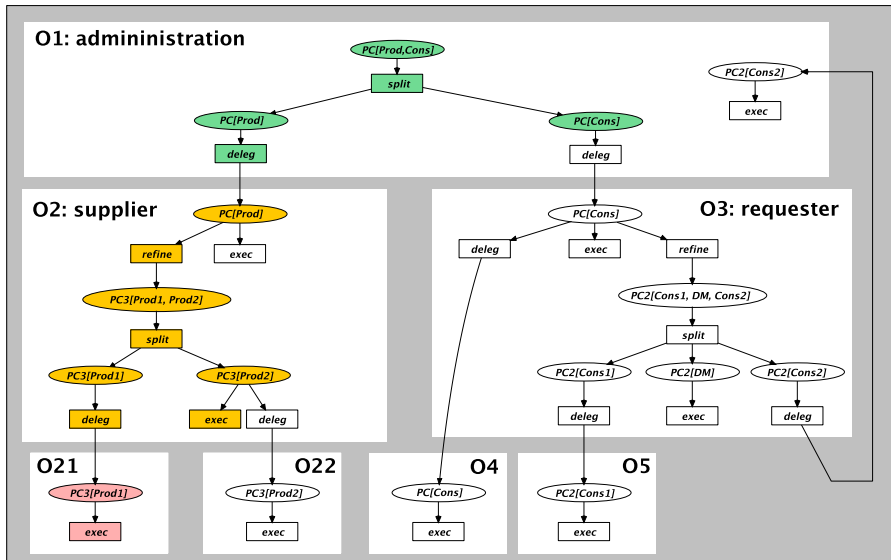 O1: admininistration
PC[Prod,Cons]
split
PC2[Cons2]
exec
PC[Prod]
PC[Cons]
deleg
deleg
O2: supplier
PC[Prod]
refine
exec
PC3[Prod1, Prod2]
split
PC3[Prod1]
PC3[Prod2]
deleg
exec
deleg
O3: requester
PC[Cons]
deleg
exec
refine
PC2[Cons1, DM, Cons2]
split
PC2[Cons1]
PC2[DM]
PC2[Cons2]
deleg
exec
deleg
O21
PC3[Prod1]
exec
O22
PC3[Prod2]
exec
O4
PC[Cons]
exec
O5
PC2[Cons1]
exec